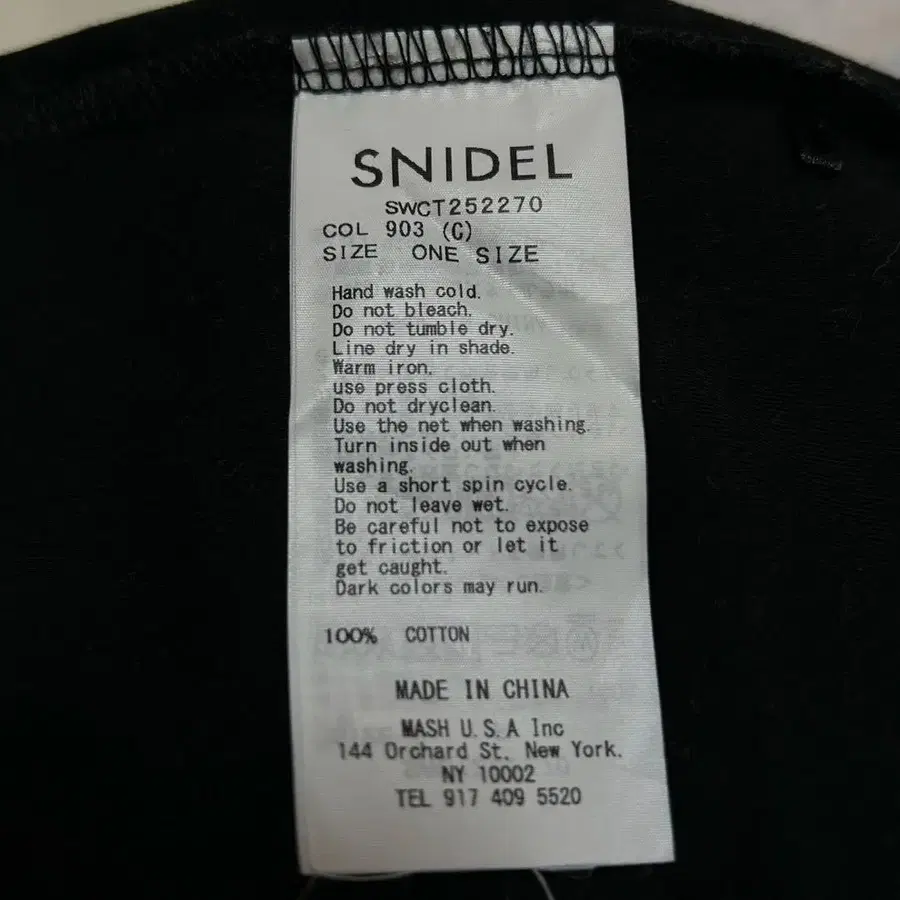 SNIDEL
SWCT252270
COL 903 (C)
SIZE ONE SIZE
Hand wash cold.
Do not bleach.
Do not tumble dry.
Line dry in shade.
Warm iron.
use press cloth.
Do not dryclean.
Use the net when washing.
Turn inside out when
washing.
Use a short spin cycle.
Do not leave wet.
Be careful not to expose
to friction or let it
get caught.
Dark colors may run.
100% COTTON
MADE IN CHINA
MASH U.S.A Inc
144 Orchard St. New York.
NY 10002
TEL 917 409 5520